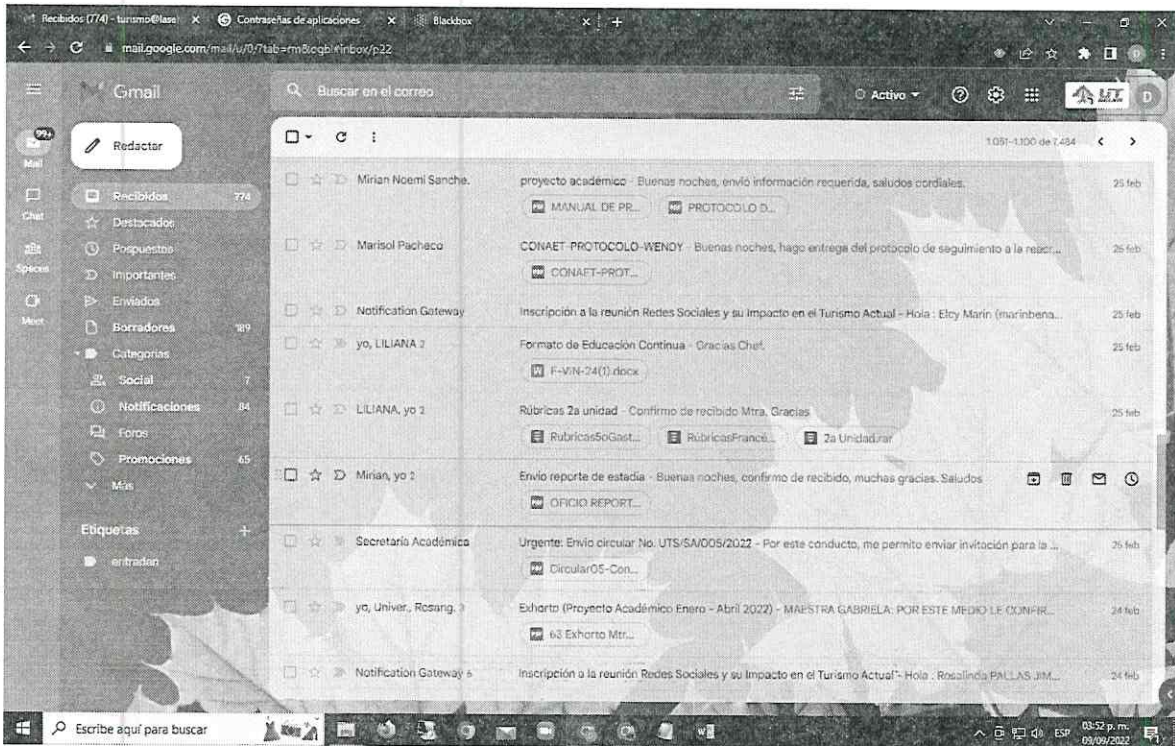 Recibidos (774) - turismo@lase
Contraseñas de aplicaciones
Blackbox
mail.google.com/mail/u/0/?tab=rm&ogbl#inbox/p22
Gmail
Buscar en el correo
Activo
UT
D
99+
Mail
Chat
Spaces
Meet
Redactar
Recibidos 774
Destacados
Pospuestos
Importantes
Enviados
Borradores 189
Categorías
Social 7
Notificaciones 84
Foros
Promociones 65
Más
Etiquetas
entradan
1,051–1,100 de 7,484
Mirian Noemi Sanche. proyecto académico - Buenas noches, envió información requerida, saludos cordiales. 25 feb
MANUAL DE PR... PROTOCOLO D...
Marisol Pacheco CONAET-PROTOCOLO-WENDY - Buenas noches, hago entrega del protocolo de seguimiento a la reacr... 25 feb
CONAET-PROT...
Notification Gateway Inscripción a la reunión Redes Sociales y su Impacto en el Turismo Actual - Hola : Elcy Marin (marinbena... 25 feb
yo, LILIANA 2 Formato de Educación Continua - Gracias Chef. 25 feb
F-VIN-24(1).docx
LILIANA, yo 2 Rúbricas 2a unidad - Confirmo de recibido Mtra. Gracias 25 feb
Rubricas5oGast... RúbricasFrancé... 2a Unidad.rar
Mirian, yo 2 Envio reporte de estadía - Buenas noches, confirmo de recibido, muchas gracias. Saludos
OFICIO REPORT...
Secretaría Académica Urgente: Envio circular No. UTS/SA/005/2022 - Por este conducto, me permito enviar invitación para la ... 25 feb
Circular05-Con...
yo, Univer., Rosang. 3 Exhorto (Proyecto Académico Enero - Abril 2022) - MAESTRA GABRIELA: POR ESTE MEDIO LE CONFIR... 24 feb
63 Exhorto Mtr...
Notification Gateway 6 Inscripción a la reunión Redes Sociales y su Impacto en el Turismo Actual"- Hola : Rosalinda PALLAS JIM... 24 feb
Escribe aquí para buscar
ESP
03:52 p. m.
09/09/2022